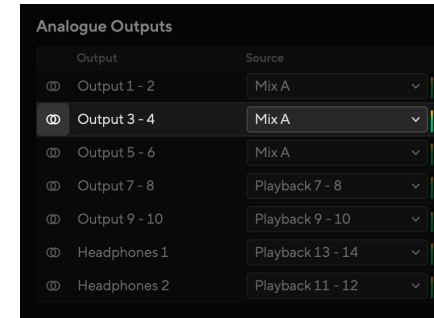 Analogue Outputs
Output Source
Output 1 - 2 Mix A
Output 3 - 4 Mix A
Output 5 - 6 Mix A
Output 7 - 8 Playback 7 - 8
Output 9 - 10 Playback 9 - 10
Headphones 1 Playback 13 - 14
Headphones 2 Playback 11 - 12